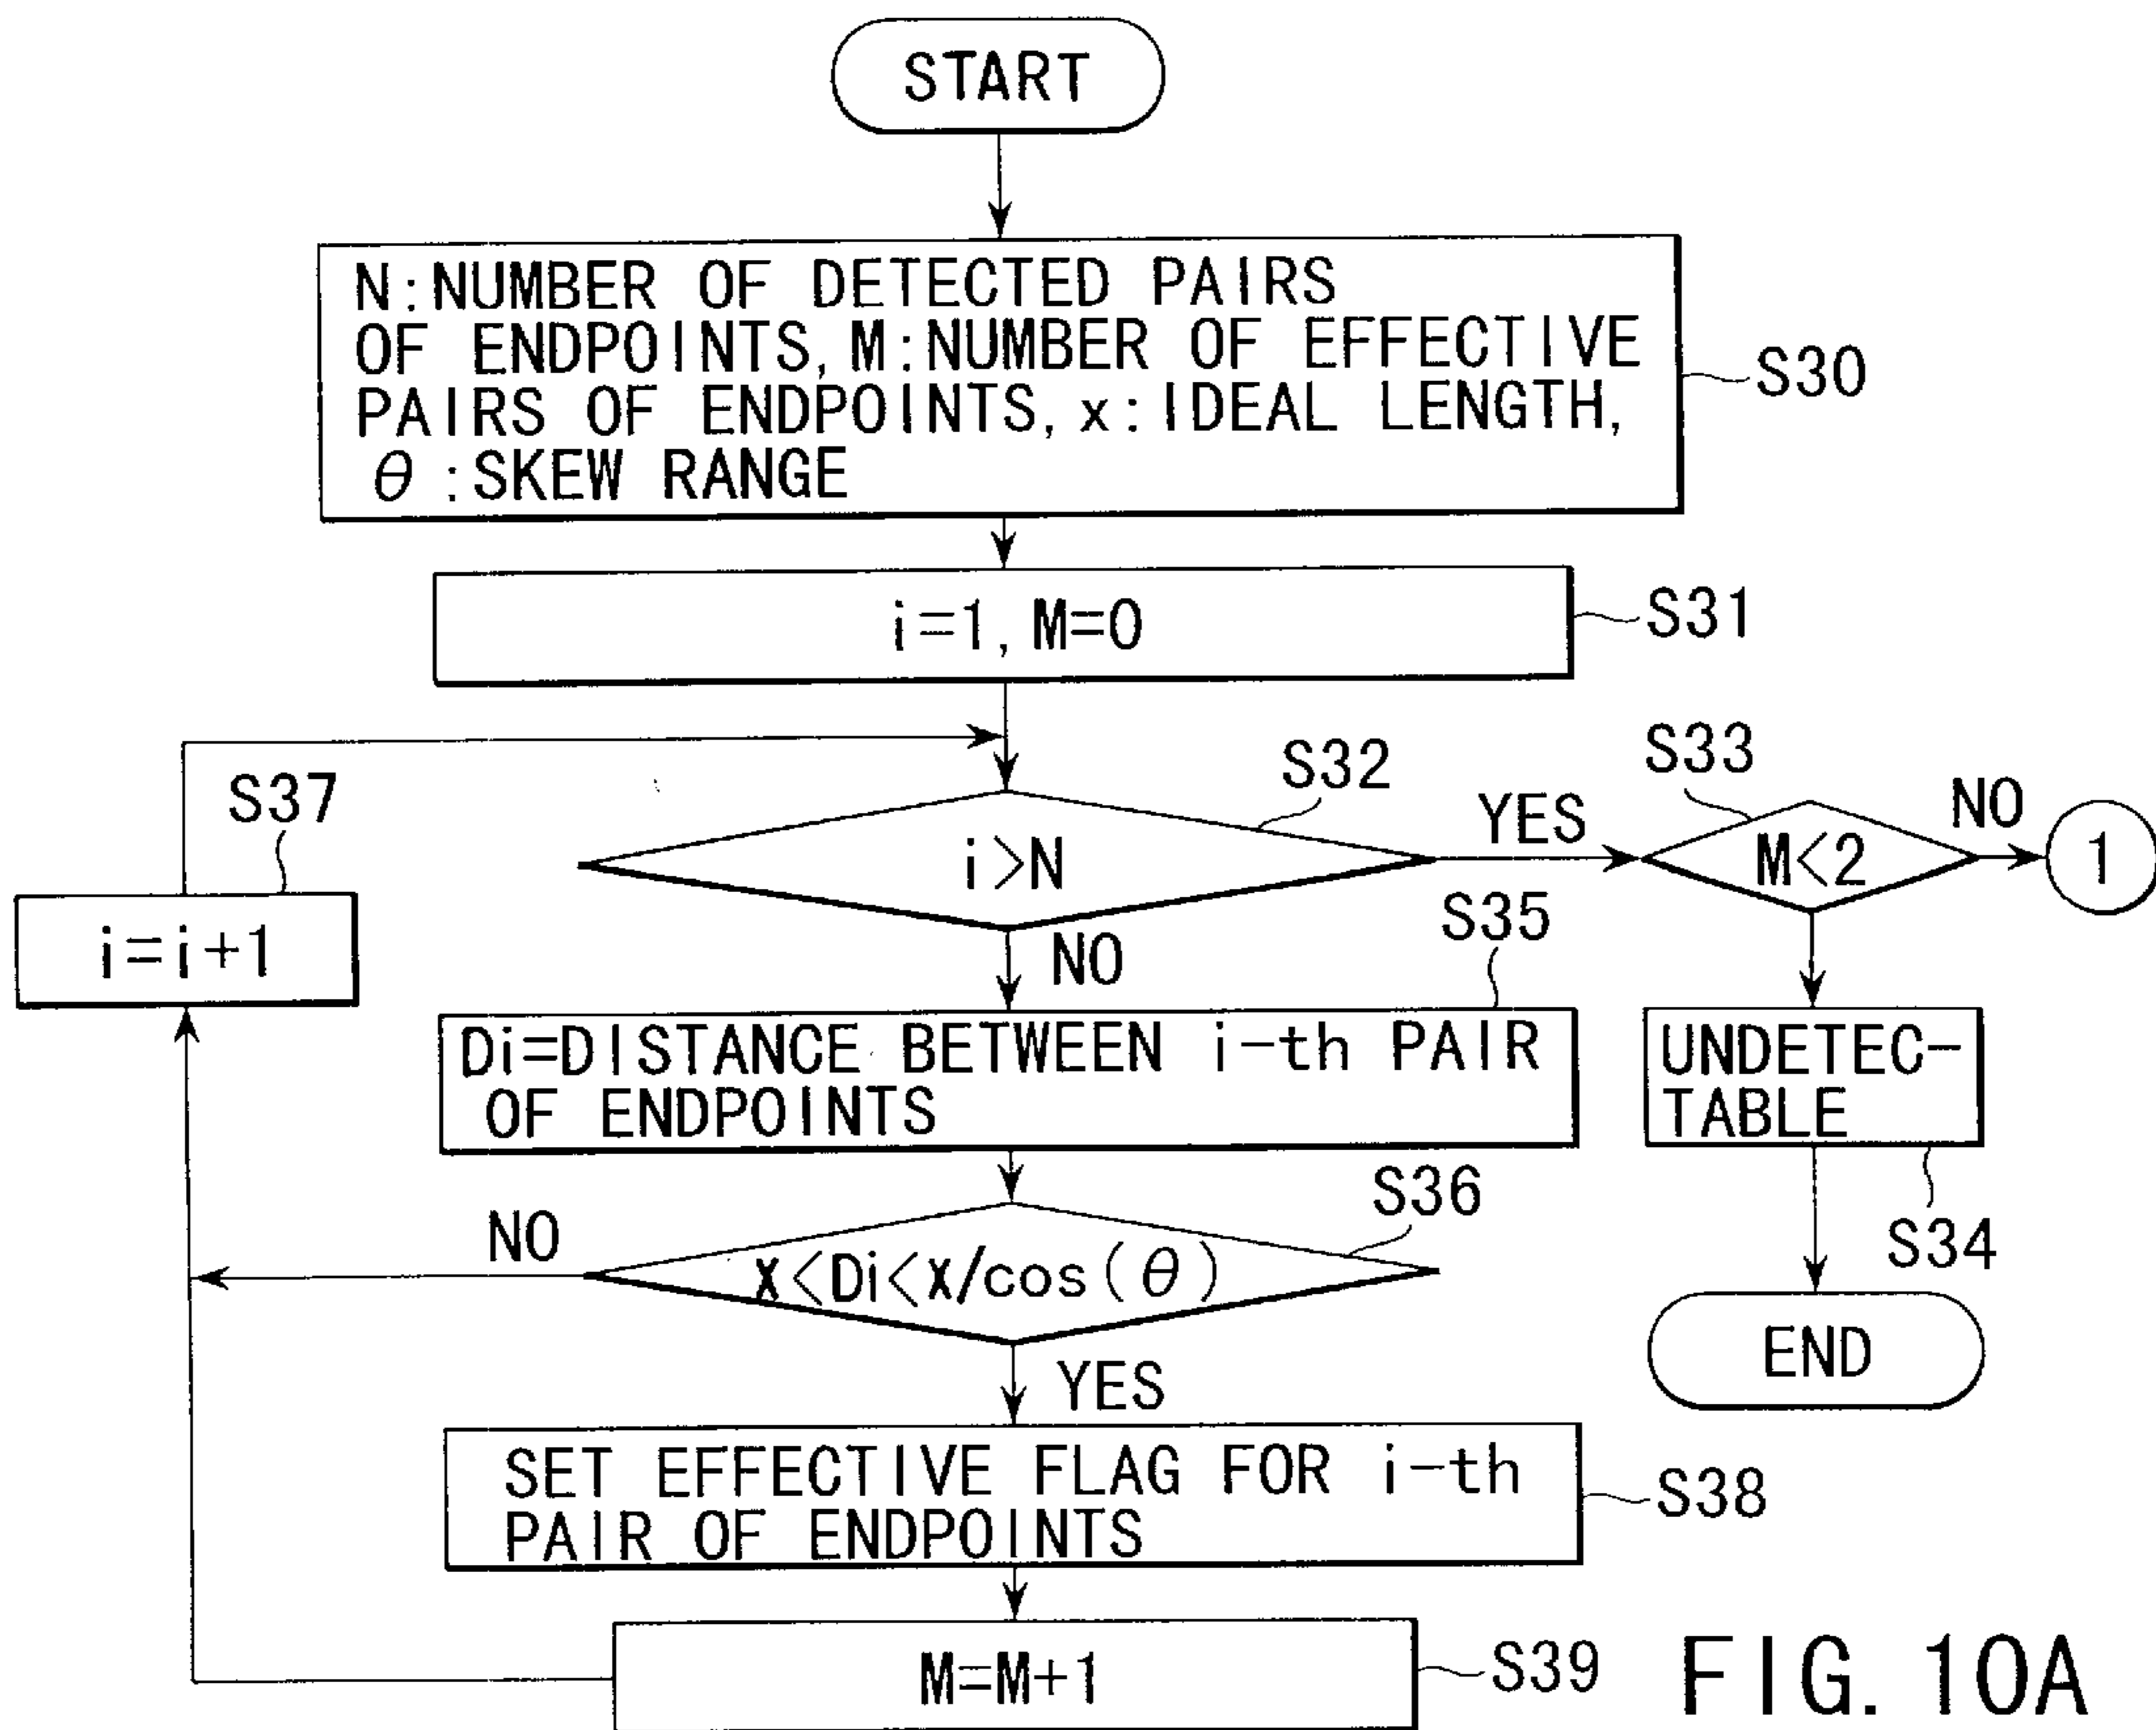 START
N:NUMBER OF DETECTED PAIRS
OF ENDPOINTS, M:NUMBER OF EFFECTIVE
PAIRS OF ENDPOINTS, x:IDEAL LENGTH,
θ:SKEW RANGE
S30
i=1, M=0
S31
S32
i>N
YES
NO
S33
M<2
NO
1
S37
i=i+1
S35
Di=DISTANCE BETWEEN i-th PAIR
OF ENDPOINTS
UNDETEC-
TABLE
S34
END
S36
x<Di<x/cos(θ)
NO
YES
SET EFFECTIVE FLAG FOR i-th
PAIR OF ENDPOINTS
S38
M=M+1
S39
FIG. 10A